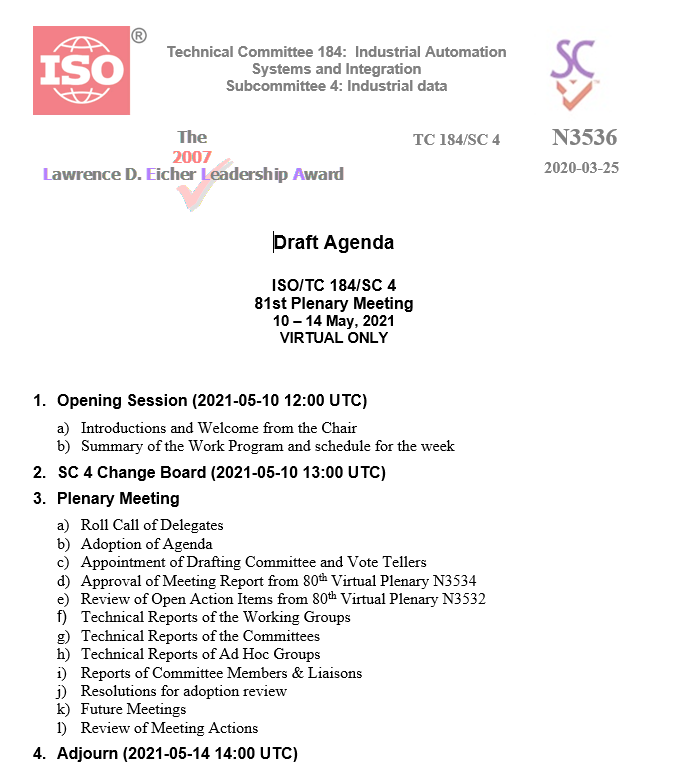 ISO®
Technical Committee 184: Industrial Automation
Systems and Integration
Subcommittee 4: Industrial data
SC
The
2007
Lawrence D. Eicher Leadership Award
TC 184/SC 4 N3536
2020-03-25
Draft Agenda
ISO/TC 184/SC 4
81st Plenary Meeting
10 – 14 May, 2021
VIRTUAL ONLY
1. Opening Session (2021-05-10 12:00 UTC)
a) Introductions and Welcome from the Chair
b) Summary of the Work Program and schedule for the week
2. SC 4 Change Board (2021-05-10 13:00 UTC)
3. Plenary Meeting
a) Roll Call of Delegates
b) Adoption of Agenda
c) Appointment of Drafting Committee and Vote Tellers
d) Approval of Meeting Report from 80th Virtual Plenary N3534
e) Review of Open Action Items from 80th Virtual Plenary N3532
f) Technical Reports of the Working Groups
g) Technical Reports of the Committees
h) Technical Reports of Ad Hoc Groups
i) Reports of Committee Members & Liaisons
j) Resolutions for adoption review
k) Future Meetings
l) Review of Meeting Actions
4. Adjourn (2021-05-14 14:00 UTC)